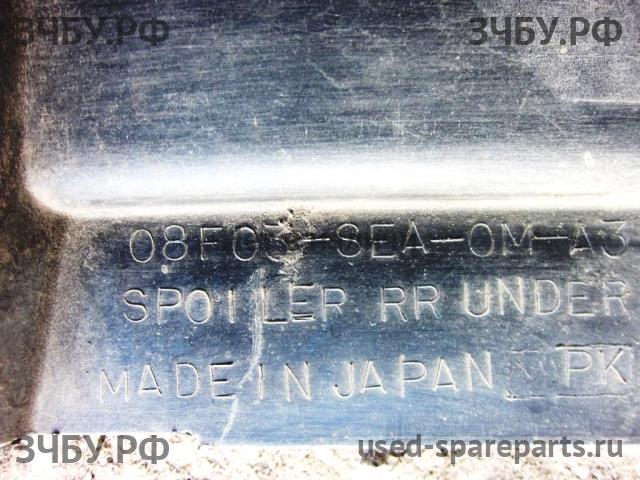 ЗЧБУ.РФ ЗЧБУ.РФ
08F03-SEA-0M-A3
SPOILER RR UNDER
MADE IN JAPAN PK
ЗЧБУ.РФ used-spareparts.ru